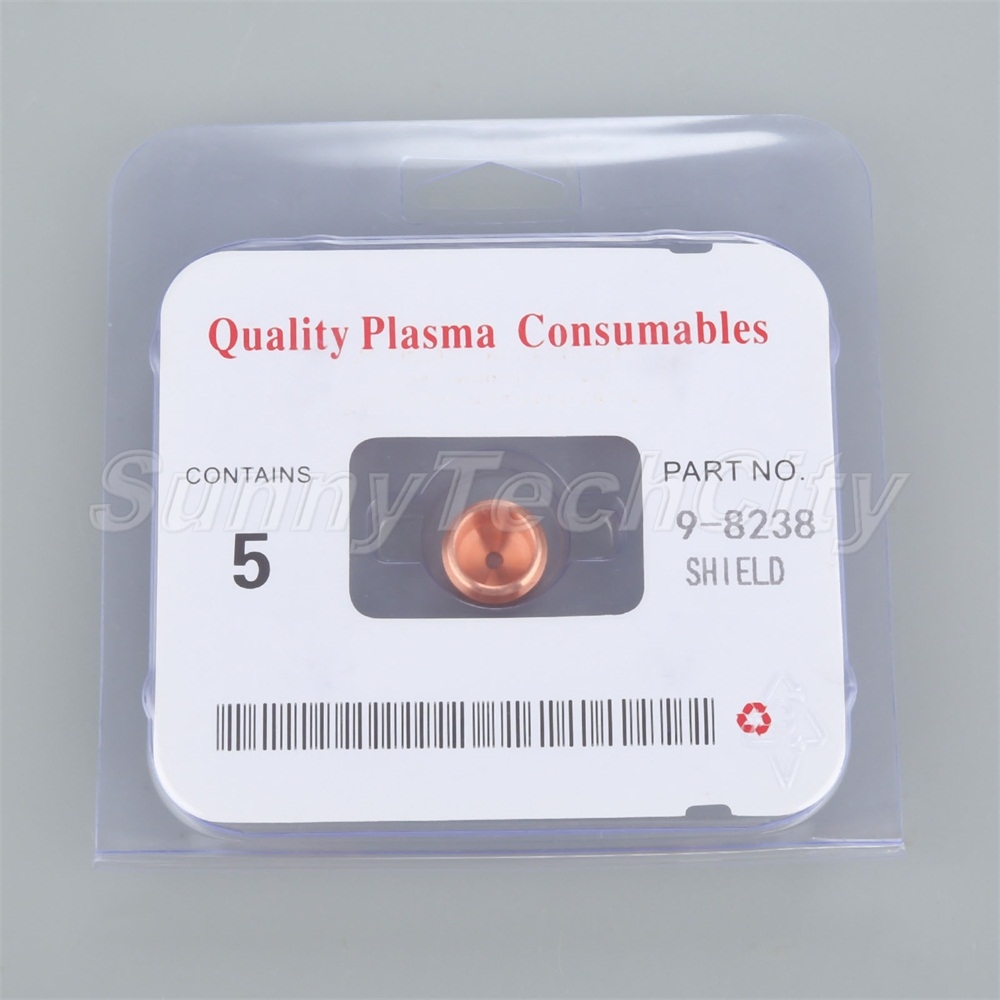 Quality Plasma Consumables
CONTAINS
5
PART NO.
9-8238
SHIELD
SunnyTechCity